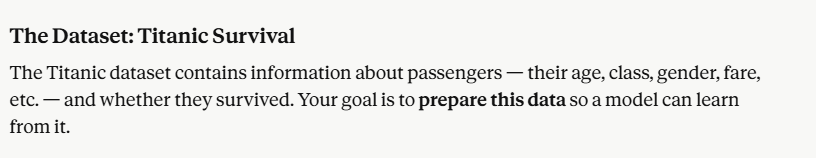 The Dataset: Titanic Survival
The Titanic dataset contains information about passengers — their age, class, gender, fare,
etc. — and whether they survived. Your goal is to prepare this data so a model can learn
from it.